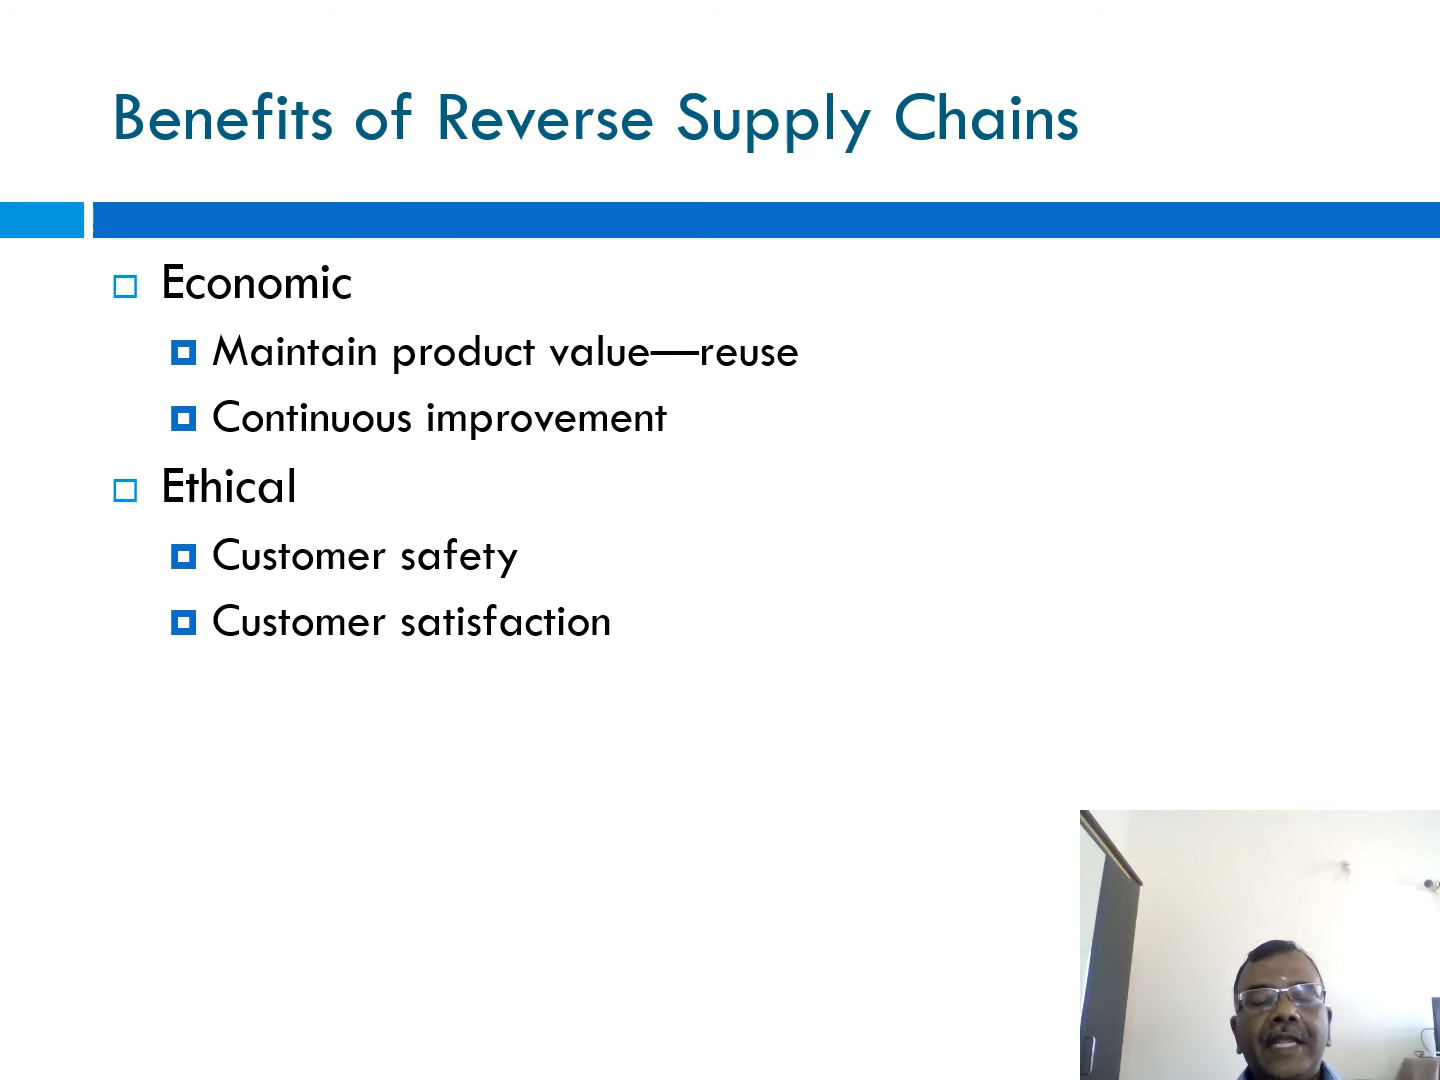 Benefits of Reverse Supply Chains
Economic
Maintain product value—reuse
Continuous improvement
Ethical
Customer safety
Customer satisfaction